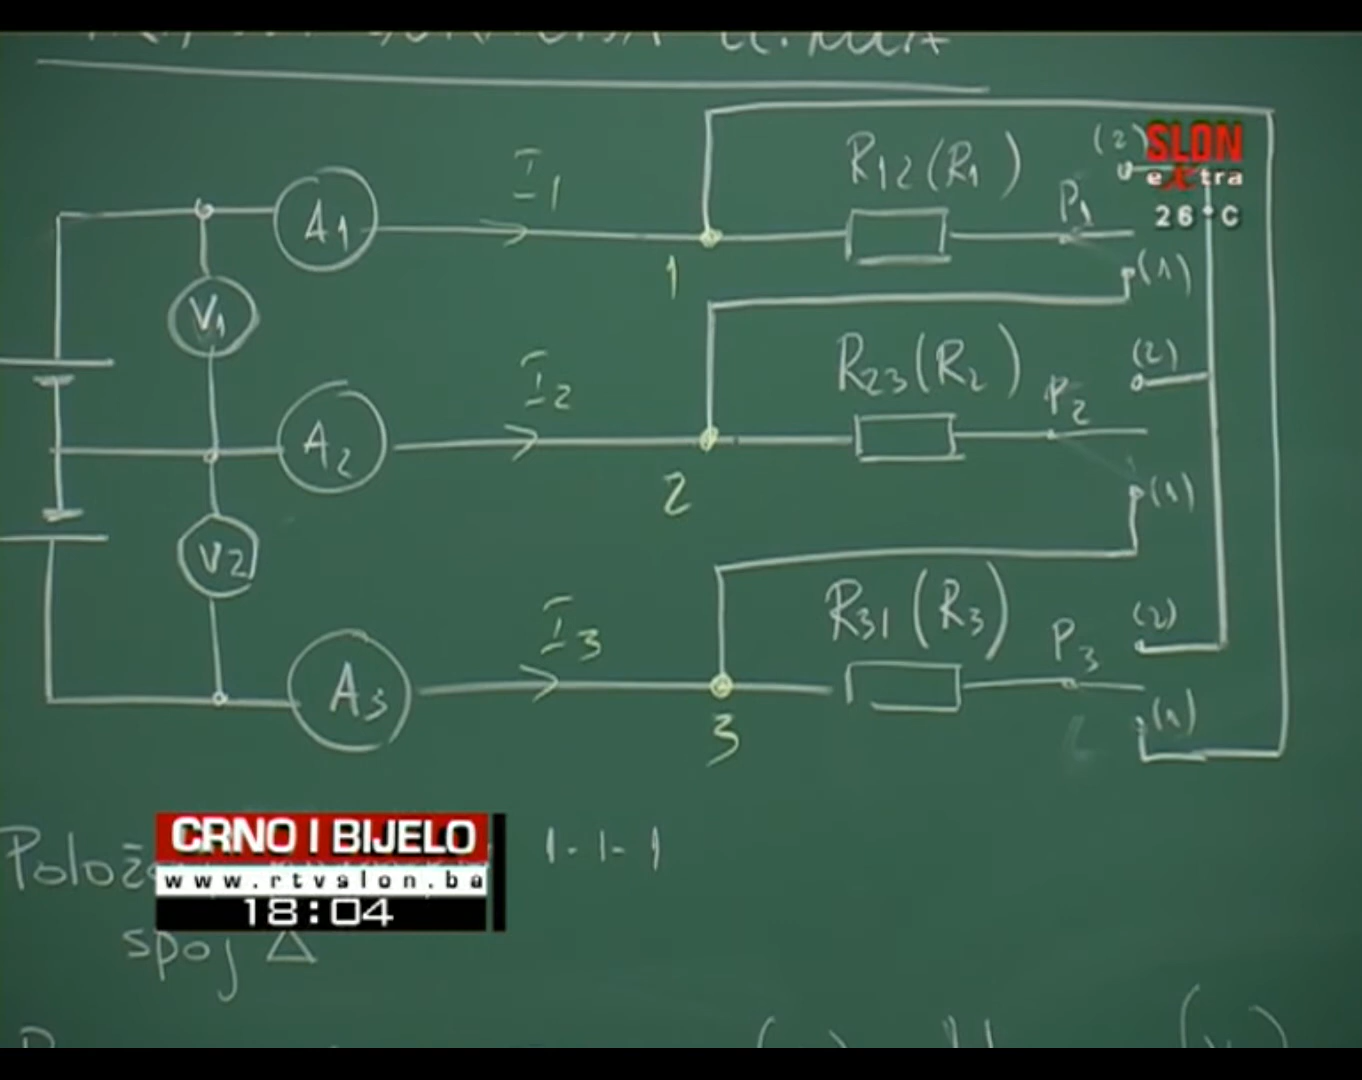 (2)
SLON
extra
26°C
I1
R12 (R1)
P1
A1
1
(1)
V1
I2
R23 (R2)
P2
(2)
A2
2
(1)
V2
I3
R31 (R3)
P3
(2)
A3
3
(1)
CRNO I BIJELO
1-1-1
www.rtvslon.ba
18:04
spoj Δ